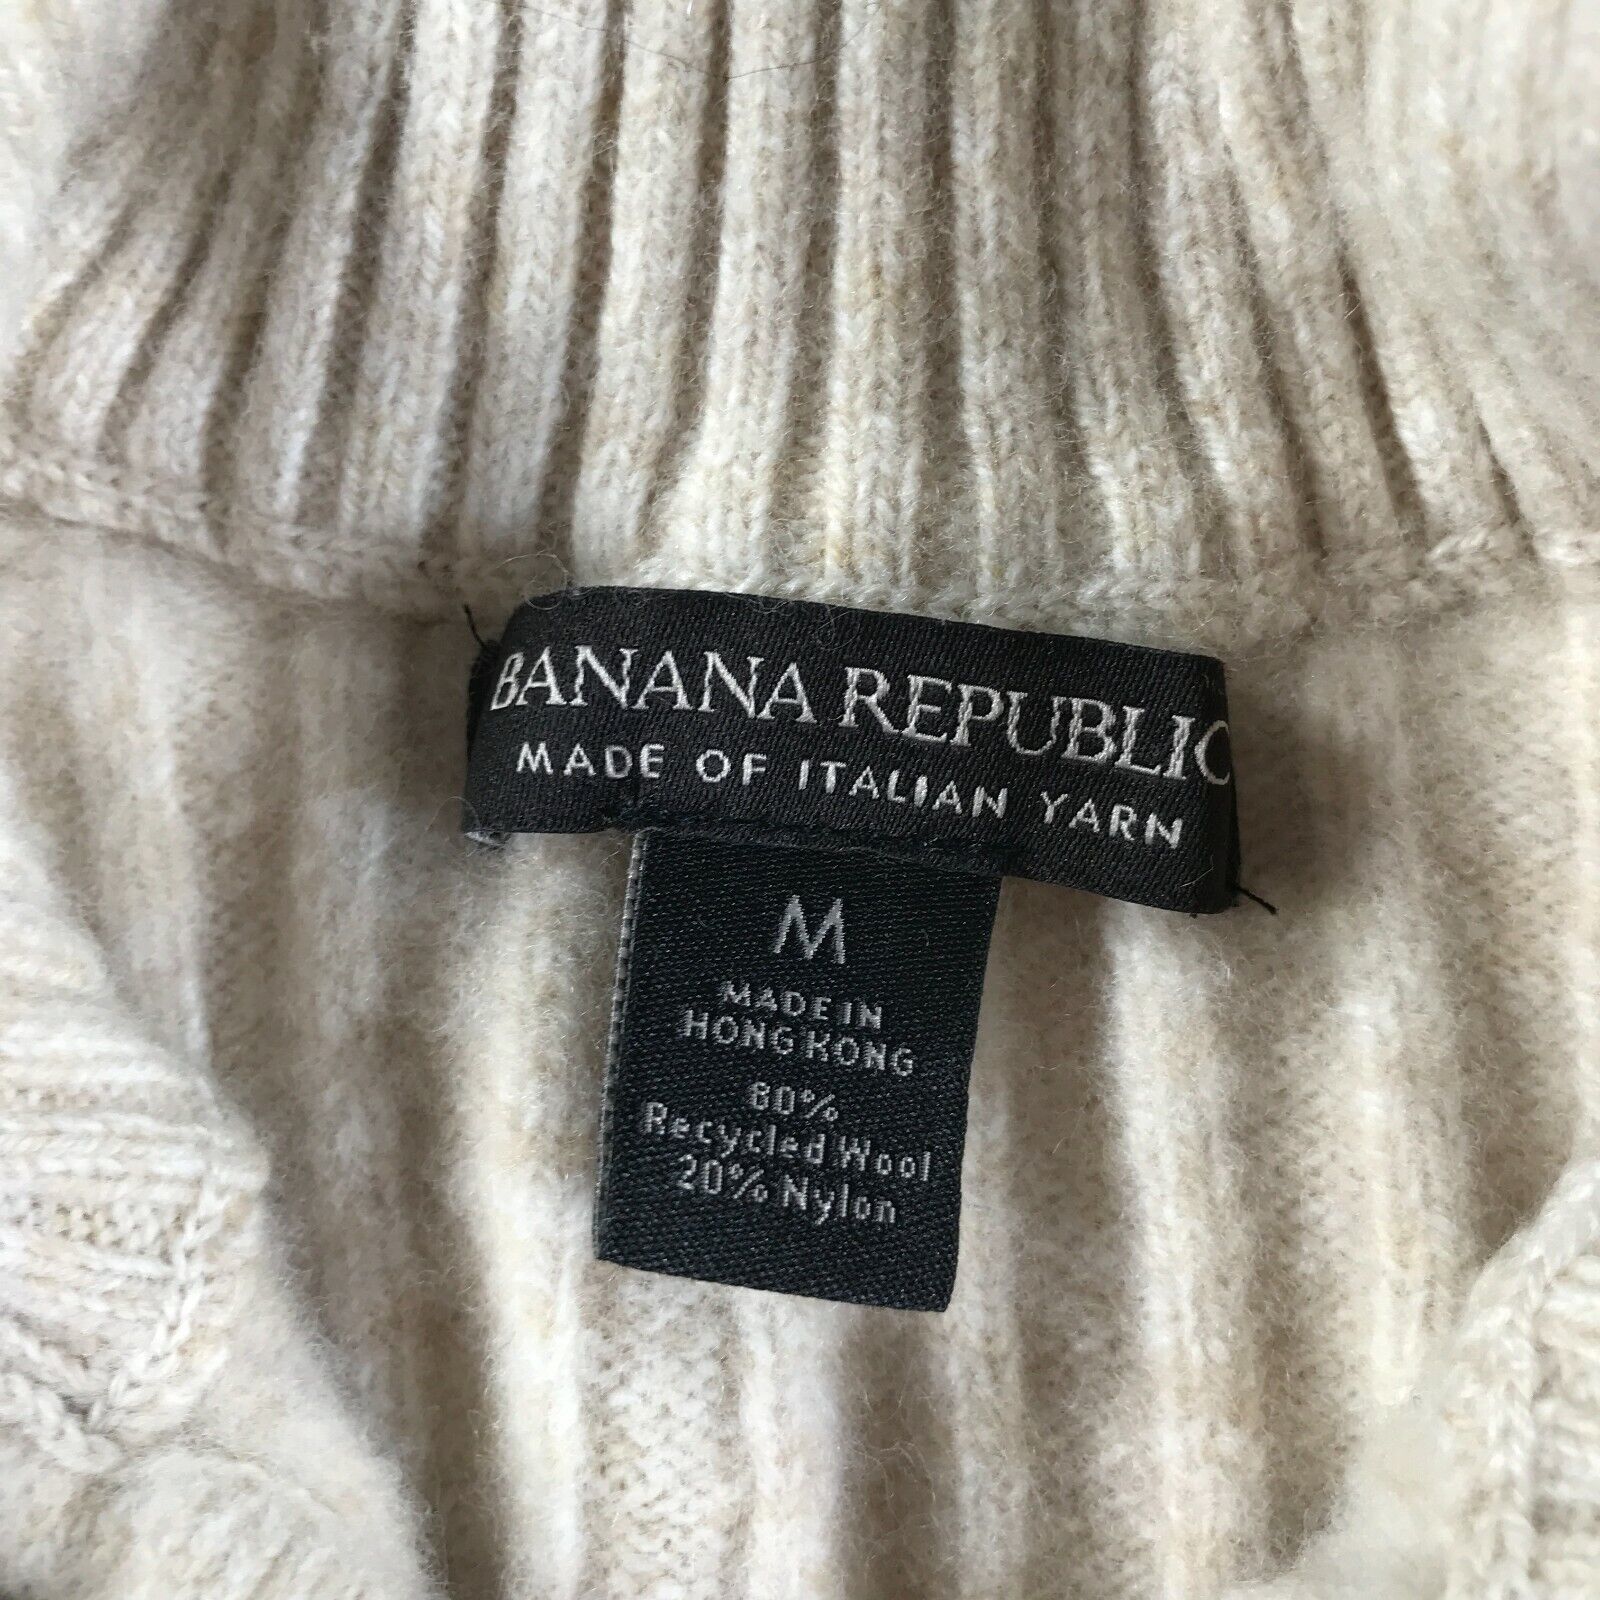 BANANA REPUBLIC
MADE OF ITALIAN YARN
M
MADE IN
HONG KONG
80%
Recycled Wool
20% Nylon